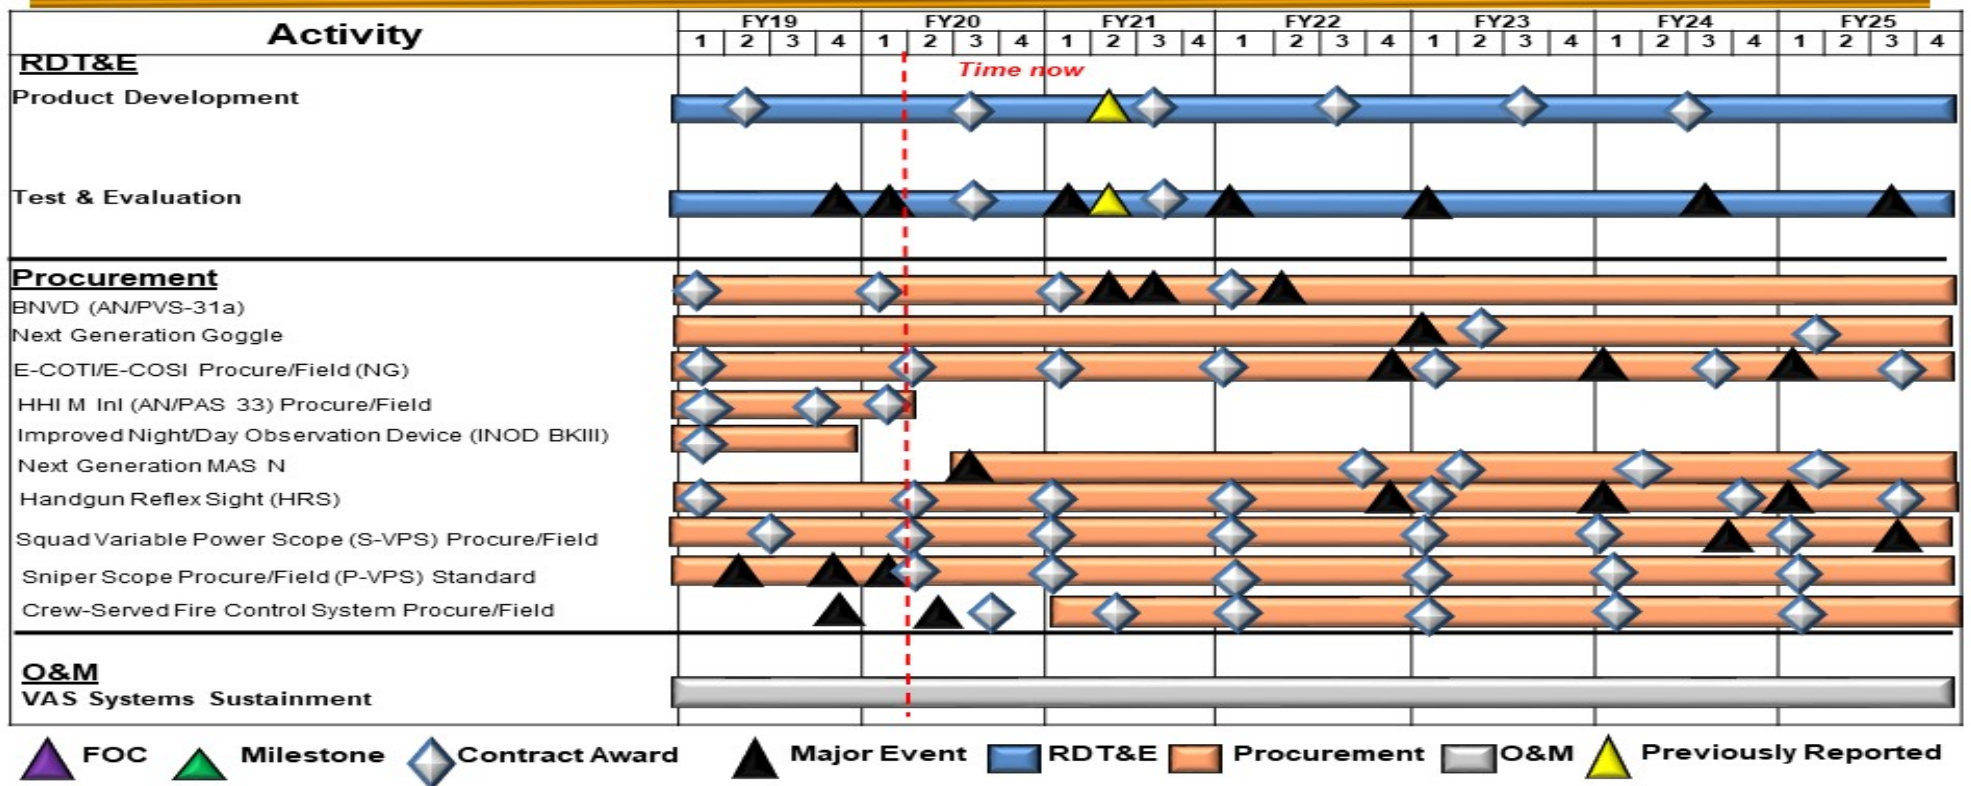 Activity
FY19 FY20 FY21 FY22 FY23 FY24 FY25
1 2 3 4 1 2 3 4 1 2 3 4 1 2 3 4 1 2 3 4 1 2 3 4 1 2 3 4
RDT&E
Time now
Product Development
Test & Evaluation
Procurement
BNVD (AN/PVS-31a)
Next Generation Goggle
E-COTI/E-COSI Procure/Field (NG)
HHI M InI (AN/PAS 33) Procure/Field
Improved Night/Day Observation Device (INOD BKIII)
Next Generation MAS N
Handgun Reflex Sight (HRS)
Squad Variable Power Scope (S-VPS) Procure/Field
Sniper Scope Procure/Field (P-VPS) Standard
Crew-Served Fire Control System Procure/Field
O&M
VAS Systems Sustainment
FOC Milestone Contract Award Major Event RDT&E Procurement O&M Previously Reported